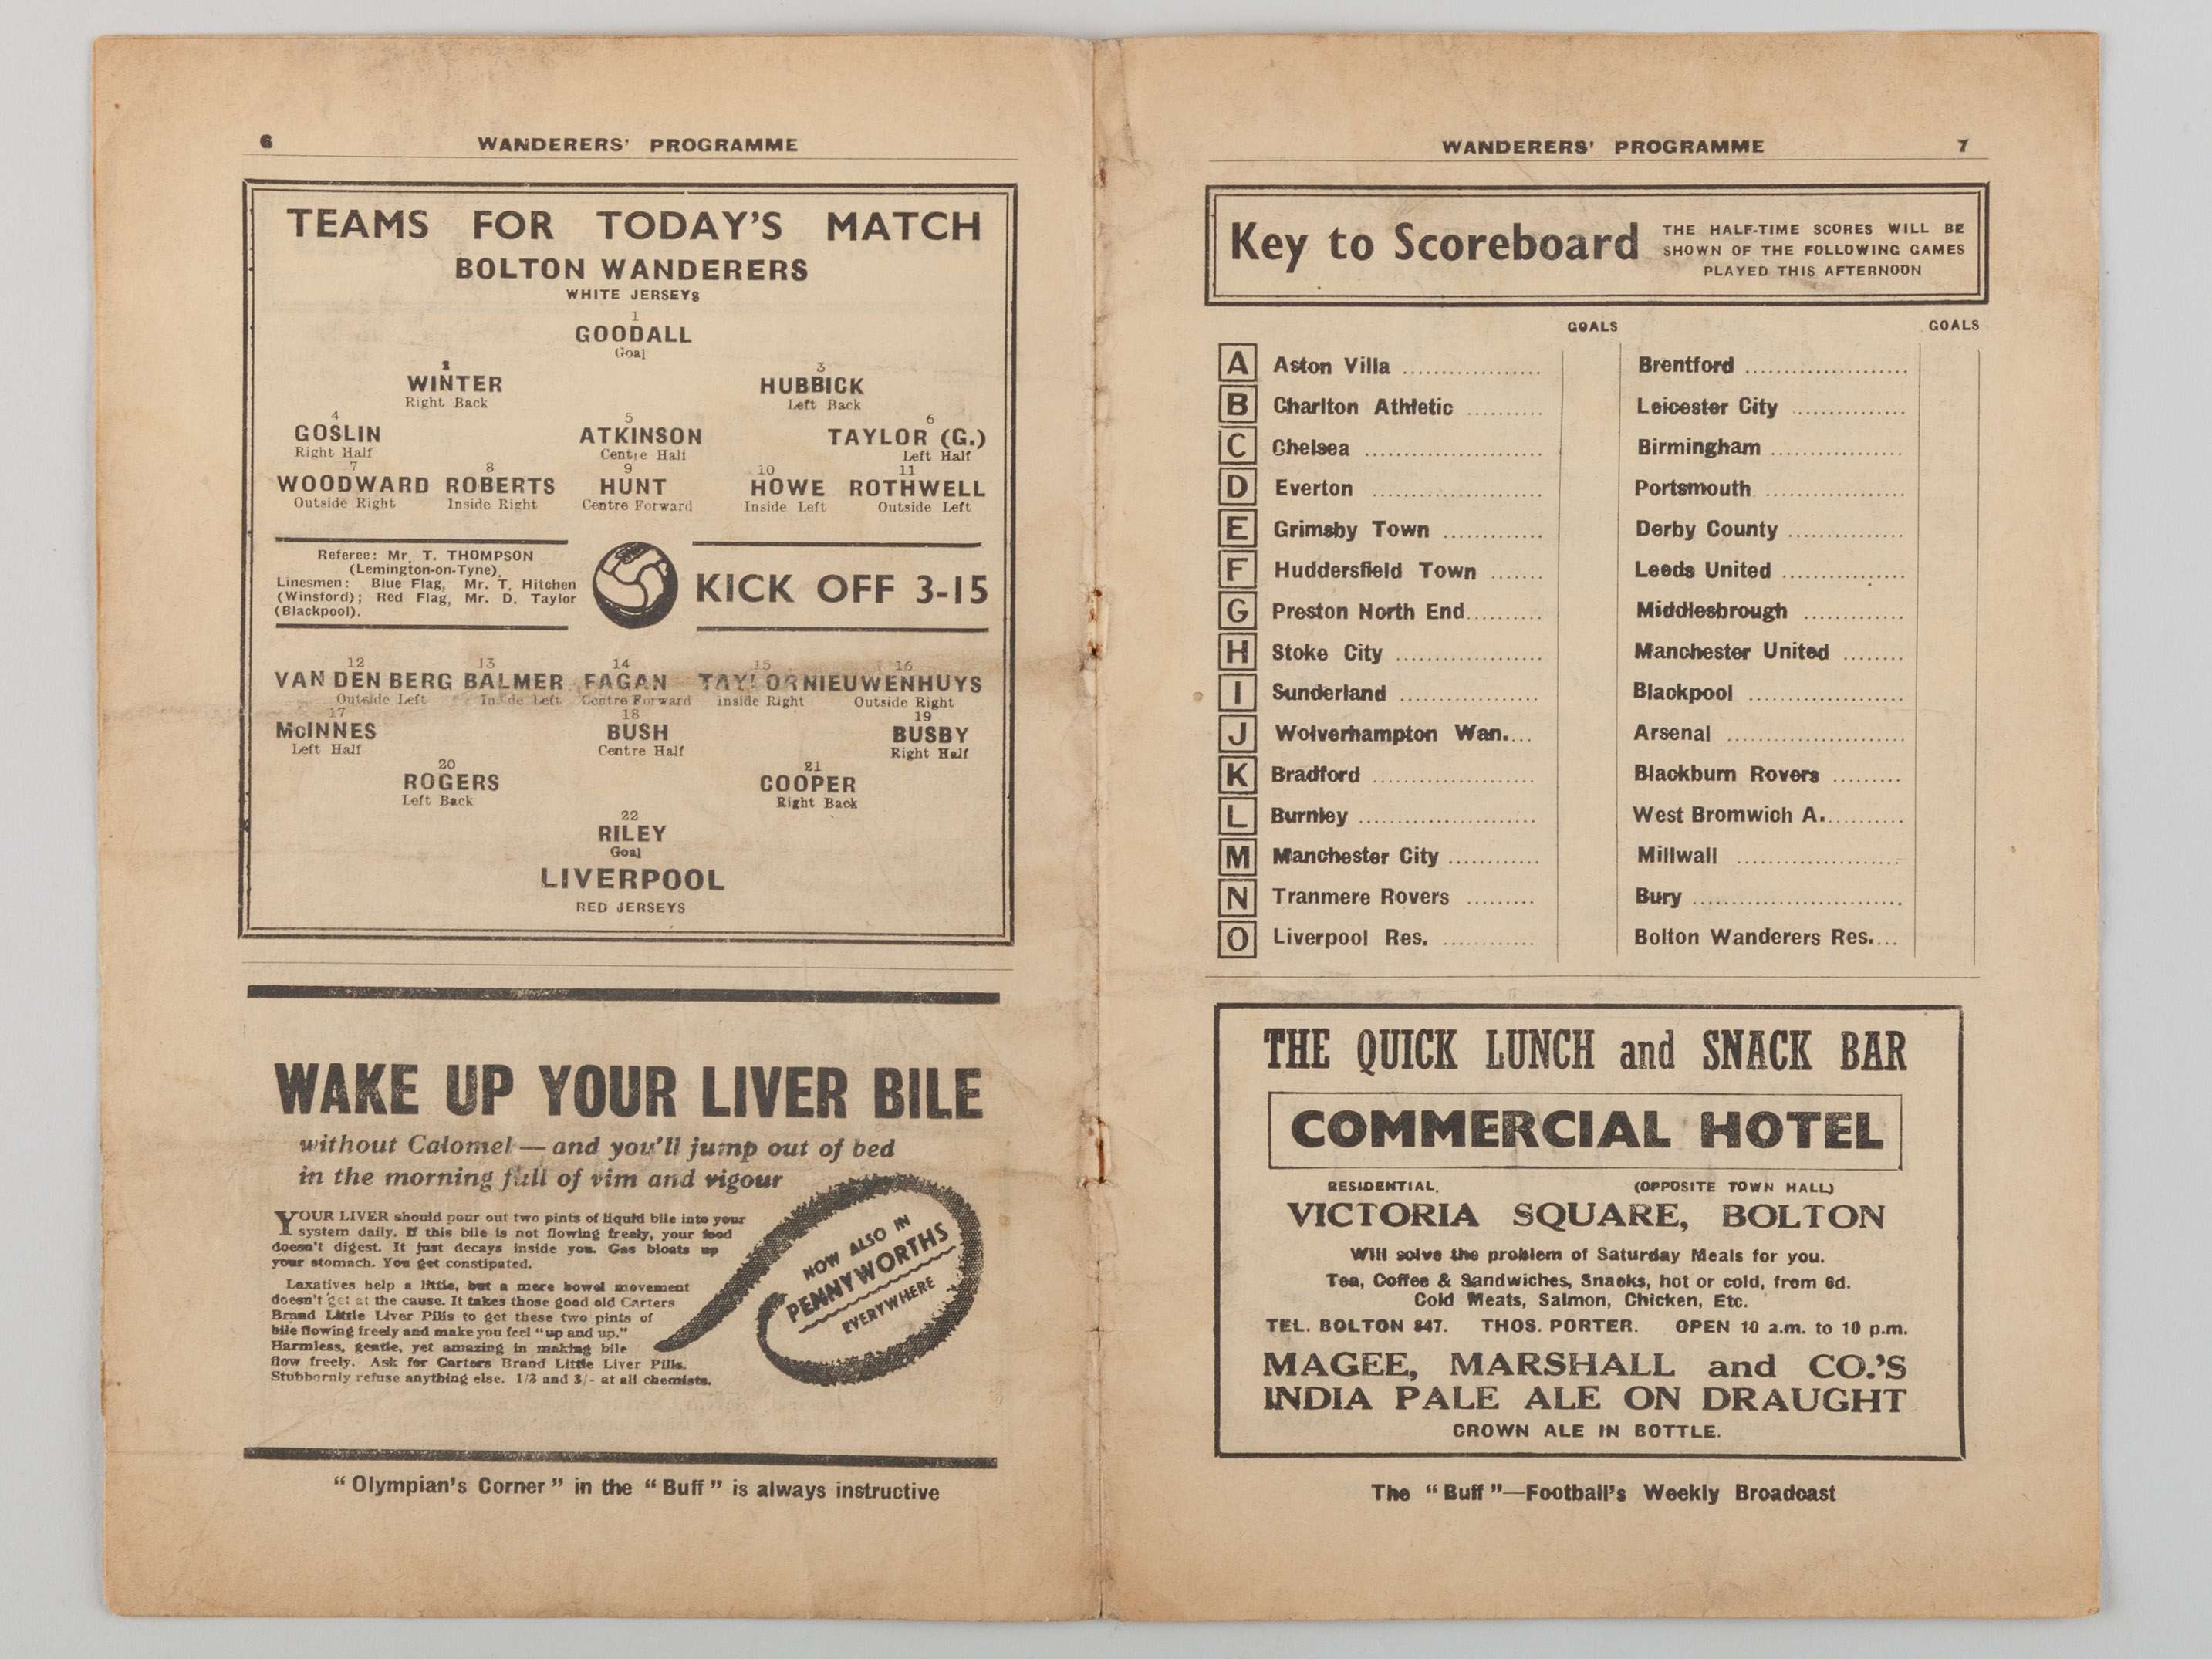 6 WANDERERS' PROGRAMME
TEAMS FOR TODAY'S MATCH
BOLTON WANDERERS
WHITE JERSEYS
1
GOODALL
Goal
2 3
WINTER HUBBICK
Right Back Left Back
4 5 6
GOSLIN ATKINSON TAYLOR (G.)
Right Half Centre Half Left Half
7 8 9 10 11
WOODWARD ROBERTS HUNT HOWE ROTHWELL
Outside Right Inside Right Centre Forward Inside Left Outside Left
Referee: Mr. T. THOMPSON
(Lemington-on-Tyne).
Linesmen: Blue Flag, Mr. T. Hitchen
(Winsford); Red Flag, Mr. D. Taylor
(Blackpool).
KICK OFF 3-15
12 13 14 15 16
VAN DEN BERG BALMER FAGAN TAYLOR NIEUWENHUYS
Outside Left Inside Left Centre Forward Inside Right Outside Right
17 18 19
McINNES BUSH BUSBY
Left Half Centre Half Right Half
20 21
ROGERS COOPER
Left Back Right Back
22
RILEY
Goal
LIVERPOOL
RED JERSEYS
WAKE UP YOUR LIVER BILE
without Calomel — and you'll jump out of bed
in the morning full of vim and vigour
YOUR LIVER should pour out two pints of liquid bile into your
system daily. If this bile is not flowing freely, your food
doesn't digest. It just decays inside you. Gas bloats up
your stomach. You get constipated.
Laxatives help a little, but a mere bowel movement
doesn't get at the cause. It takes those good old Carters
Brand Little Liver Pills to get these two pints of
bile flowing freely and make you feel "up and up."
Harmless, gentle, yet amazing in making bile
flow freely. Ask for Carters Brand Little Liver Pills.
Stubbornly refuse anything else. 1/3 and 3/- at all chemists.
NOW ALSO IN
PENNYWORTHS
EVERYWHERE
"Olympian's Corner" in the "Buff" is always instructive
WANDERERS' PROGRAMME 7
Key to Scoreboard
THE HALF-TIME SCORES WILL BE
SHOWN OF THE FOLLOWING GAMES
PLAYED THIS AFTERNOON
GOALS GOALS
A Aston Villa ................. Brentford .....................
B Charlton Athletic ......... Leicester City ..............
C Chelsea ..................... Birmingham .................
D Everton .................... Portsmouth ..................
E Grimsby Town ............ Derby County ..............
F Huddersfield Town ....... Leeds United ...............
G Preston North End.......... Middlesbrough ............
H Stoke City .................. Manchester United ........
I Sunderland ................. Blackpool ....................
J Wolverhampton Wan.... Arsenal .......................
K Bradford .................... Blackburn Rovers .........
L Burnley ..................... West Bromwich A...........
M Manchester City ........... Millwall .....................
N Tranmere Rovers ......... Bury ..........................
O Liverpool Res. ............ Bolton Wanderers Res....
THE QUICK LUNCH and SNACK BAR
COMMERCIAL HOTEL
RESIDENTIAL. (OPPOSITE TOWN HALL)
VICTORIA SQUARE, BOLTON
Will solve the problem of Saturday Meals for you.
Tea, Coffee & Sandwiches, Snacks, hot or cold, from 6d.
Cold Meats, Salmon, Chicken, Etc.
TEL. BOLTON 847. THOS. PORTER. OPEN 10 a.m. to 10 p.m.
MAGEE, MARSHALL and CO.'S
INDIA PALE ALE ON DRAUGHT
CROWN ALE IN BOTTLE.
The "Buff"—Football's Weekly Broadcast